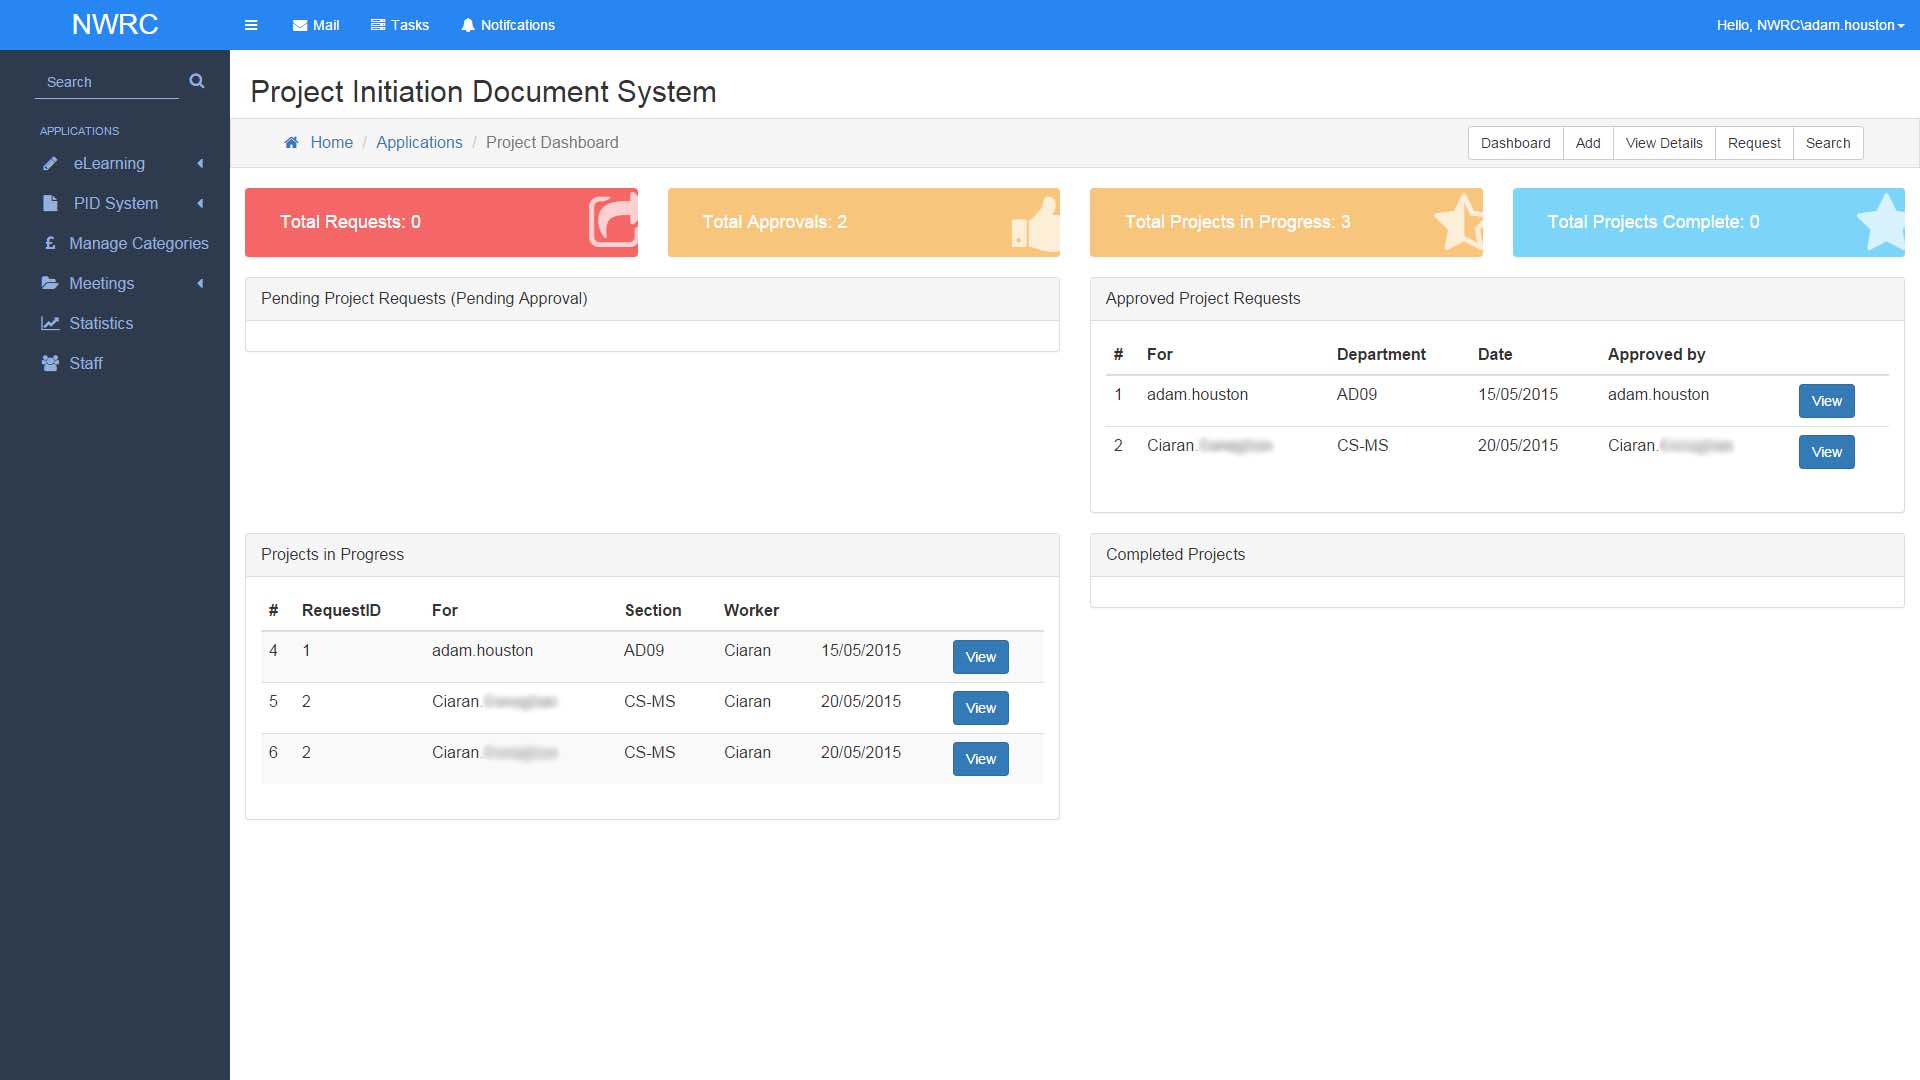 NWRC
Mail Tasks Notifcations Hello, NWRC\adam.houston
Search
APPLICATIONS
eLearning
PID System
£ Manage Categories
Meetings
Statistics
Staff
Project Initiation Document System
Home / Applications / Project Dashboard
Dashboard Add View Details Request Search
Total Requests: 0
Total Approvals: 2
Total Projects in Progress: 3
Total Projects Complete: 0
Pending Project Requests (Pending Approval)
Approved Project Requests
# For Department Date Approved by
1 adam.houston AD09 15/05/2015 adam.houston View
2 Ciaran. CS-MS 20/05/2015 Ciaran. View
Projects in Progress
# RequestID For Section Worker
4 1 adam.houston AD09 Ciaran 15/05/2015 View
5 2 Ciaran. CS-MS Ciaran 20/05/2015 View
6 2 Ciaran. CS-MS Ciaran 20/05/2015 View
Completed Projects